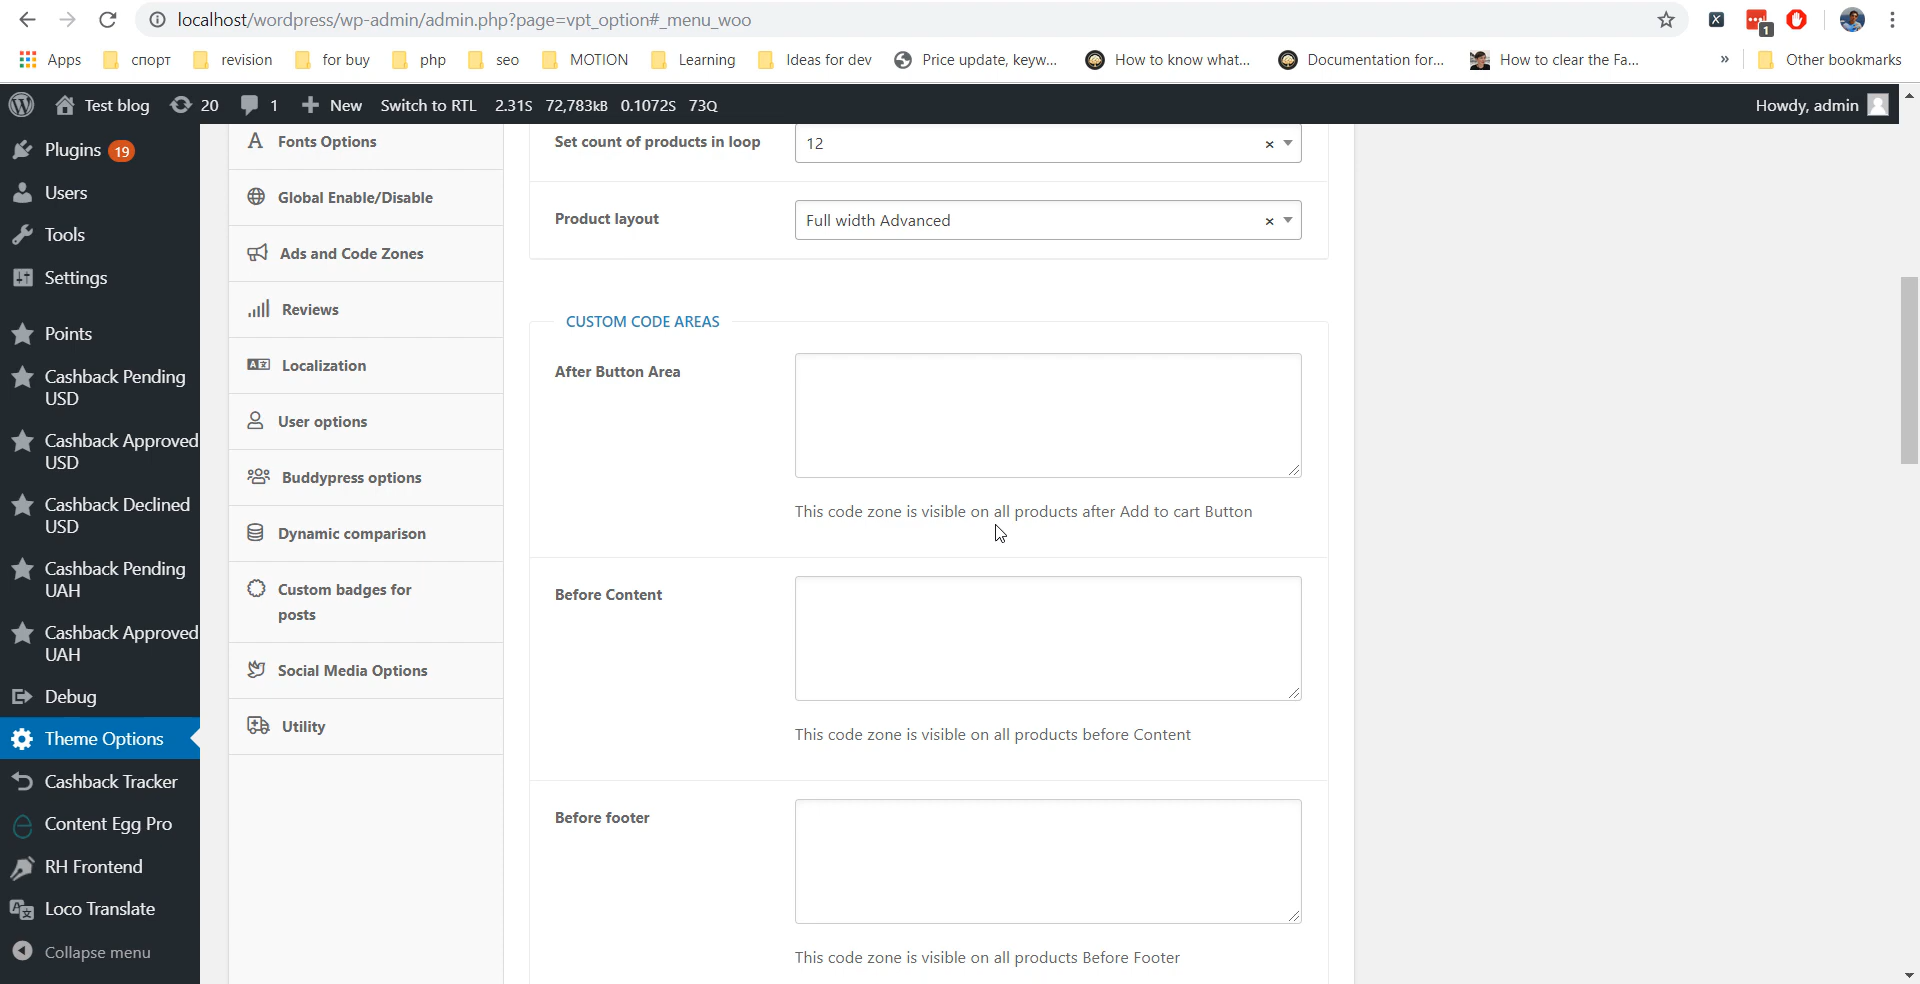 localhost/wordpress/wp-admin/admin.php?page=vpt_option#_menu_woo
1
Apps
спорт
revision
for buy
php
seo
MOTION
Learning
Ideas for dev
Price update, keyw...
How to know what...
Documentation for...
How to clear the Fa...
»
Other bookmarks
Test blog
20
1
New
Switch to RTL
2.31s 72,783kB 0.1072s 73Q
Howdy, admin
Plugins 19
Users
Tools
Settings
Points
Cashback Pending
USD
Cashback Approved
USD
Cashback Declined
USD
Cashback Pending
UAH
Cashback Approved
UAH
Debug
Theme Options
Cashback Tracker
Content Egg Pro
RH Frontend
Loco Translate
Collapse menu
Fonts Options
Global Enable/Disable
Ads and Code Zones
Reviews
Localization
User options
Buddypress options
Dynamic comparison
Custom badges for
posts
Social Media Options
Utility
Set count of products in loop
12
×
Product layout
Full width Advanced
×
CUSTOM CODE AREAS
After Button Area
This code zone is visible on all products after Add to cart Button
Before Content
This code zone is visible on all products before Content
Before footer
This code zone is visible on all products Before Footer